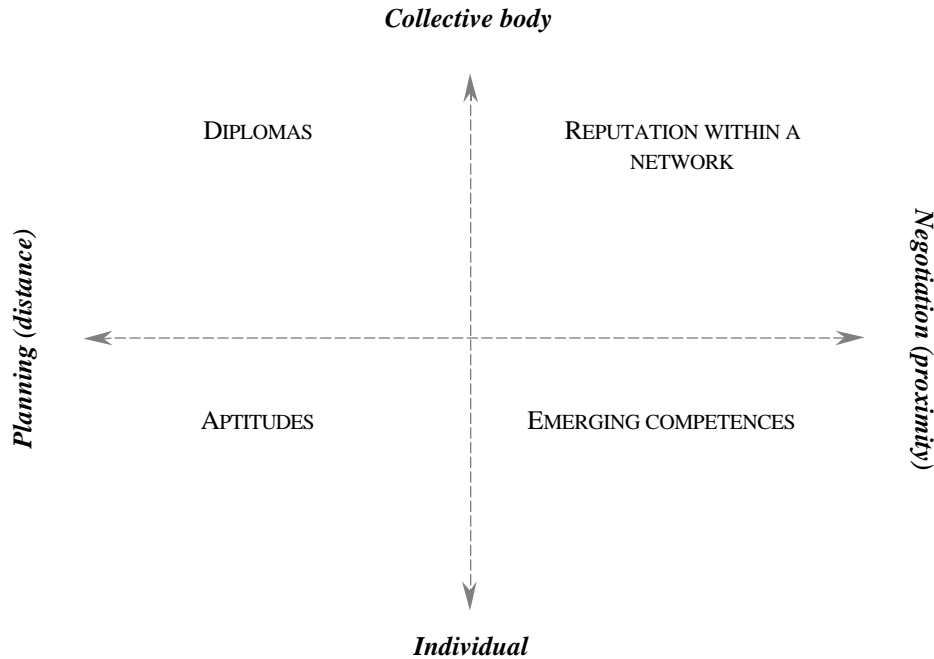 Collective body
DIPLOMAS
REPUTATION WITHIN A
NETWORK
Planning (distance)
Negotiation (proximity)
APTITUDES
EMERGING COMPETENCES
Individual